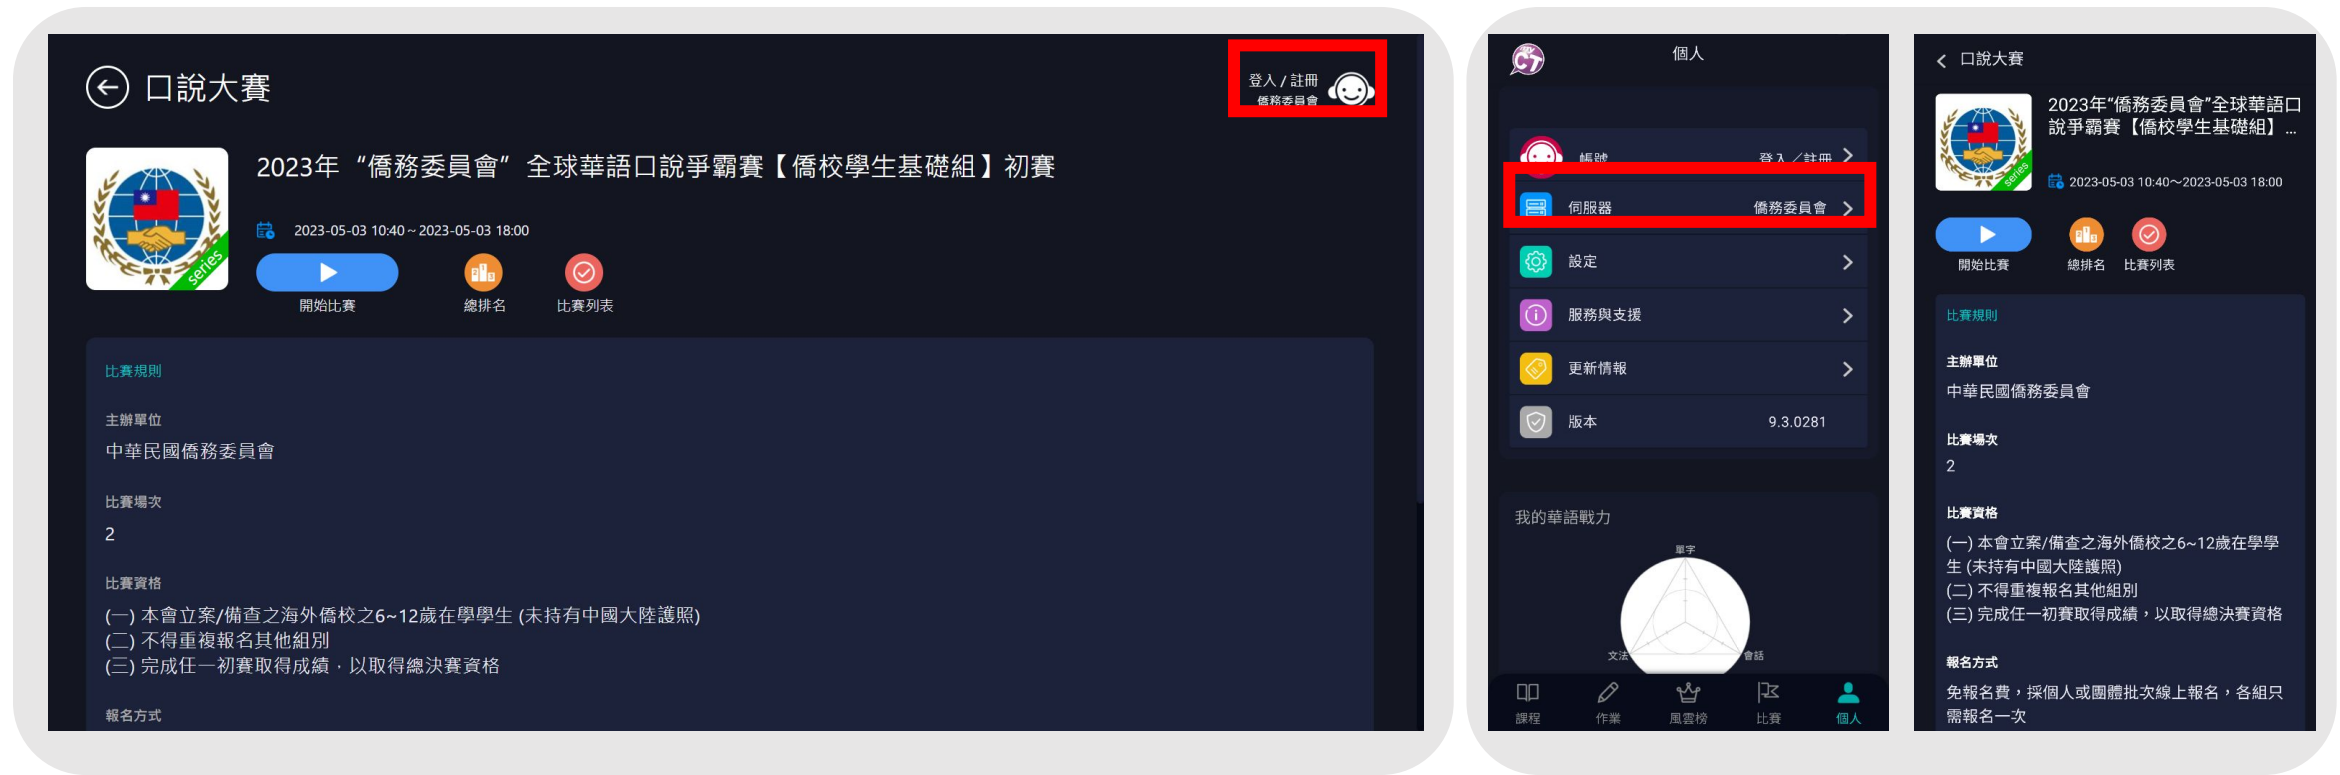 口說大賽
登入 / 註冊
僑務委員會
2023年 “僑務委員會” 全球華語口說爭霸賽【僑校學生基礎組】初賽
2023-05-03 10:40 ~ 2023-05-03 18:00
series
開始比賽
總排名
比賽列表
比賽規則
主辦單位
中華民國僑務委員會
比賽場次
2
比賽資格
(一) 本會立案/備查之海外僑校之6~12歲在學學生 (未持有中國大陸護照)
(二) 不得重複報名其他組別
(三) 完成任一初賽取得成績，以取得總決賽資格
報名方式
CT
個人
帳號
登入／註冊
伺服器
僑務委員會
設定
服務與支援
更新情報
版本
9.3.0281
我的華語戰力
單字
文法
會話
課程
作業
風雲榜
比賽
個人
口說大賽
2023年“僑務委員會”全球華語口
說爭霸賽【僑校學生基礎組】...
series
2023-05-03 10:40～2023-05-03 18:00
開始比賽
總排名
比賽列表
比賽規則
主辦單位
中華民國僑務委員會
比賽場次
2
比賽資格
(一) 本會立案/備查之海外僑校之6~12歲在學學
生 (未持有中國大陸護照)
(二) 不得重複報名其他組別
(三) 完成任一初賽取得成績，以取得總決賽資格
報名方式
免報名費，採個人或團體批次線上報名，各組只
需報名一次